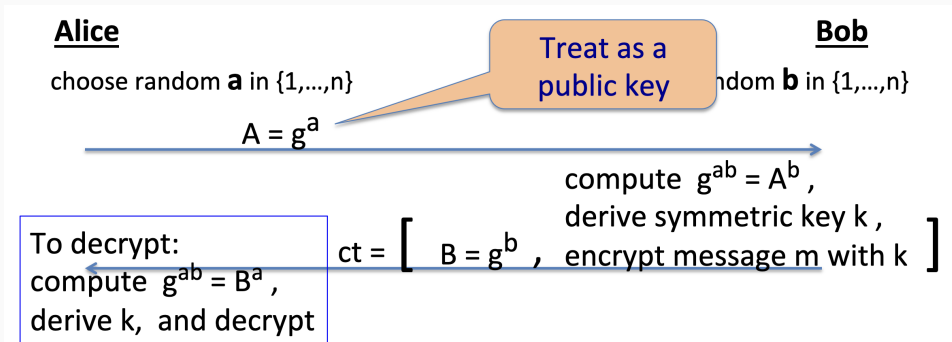 Alice
Bob
choose random a in {1,…,n}
Treat as a
public key
b in {1,…,n}
A = gᵃ
compute gᵃᵇ = Aᵇ ,
derive symmetric key k ,
ct = [ B = gᵇ , encrypt message m with k ]
To decrypt:
compute gᵃᵇ = Bᵃ ,
derive k, and decrypt